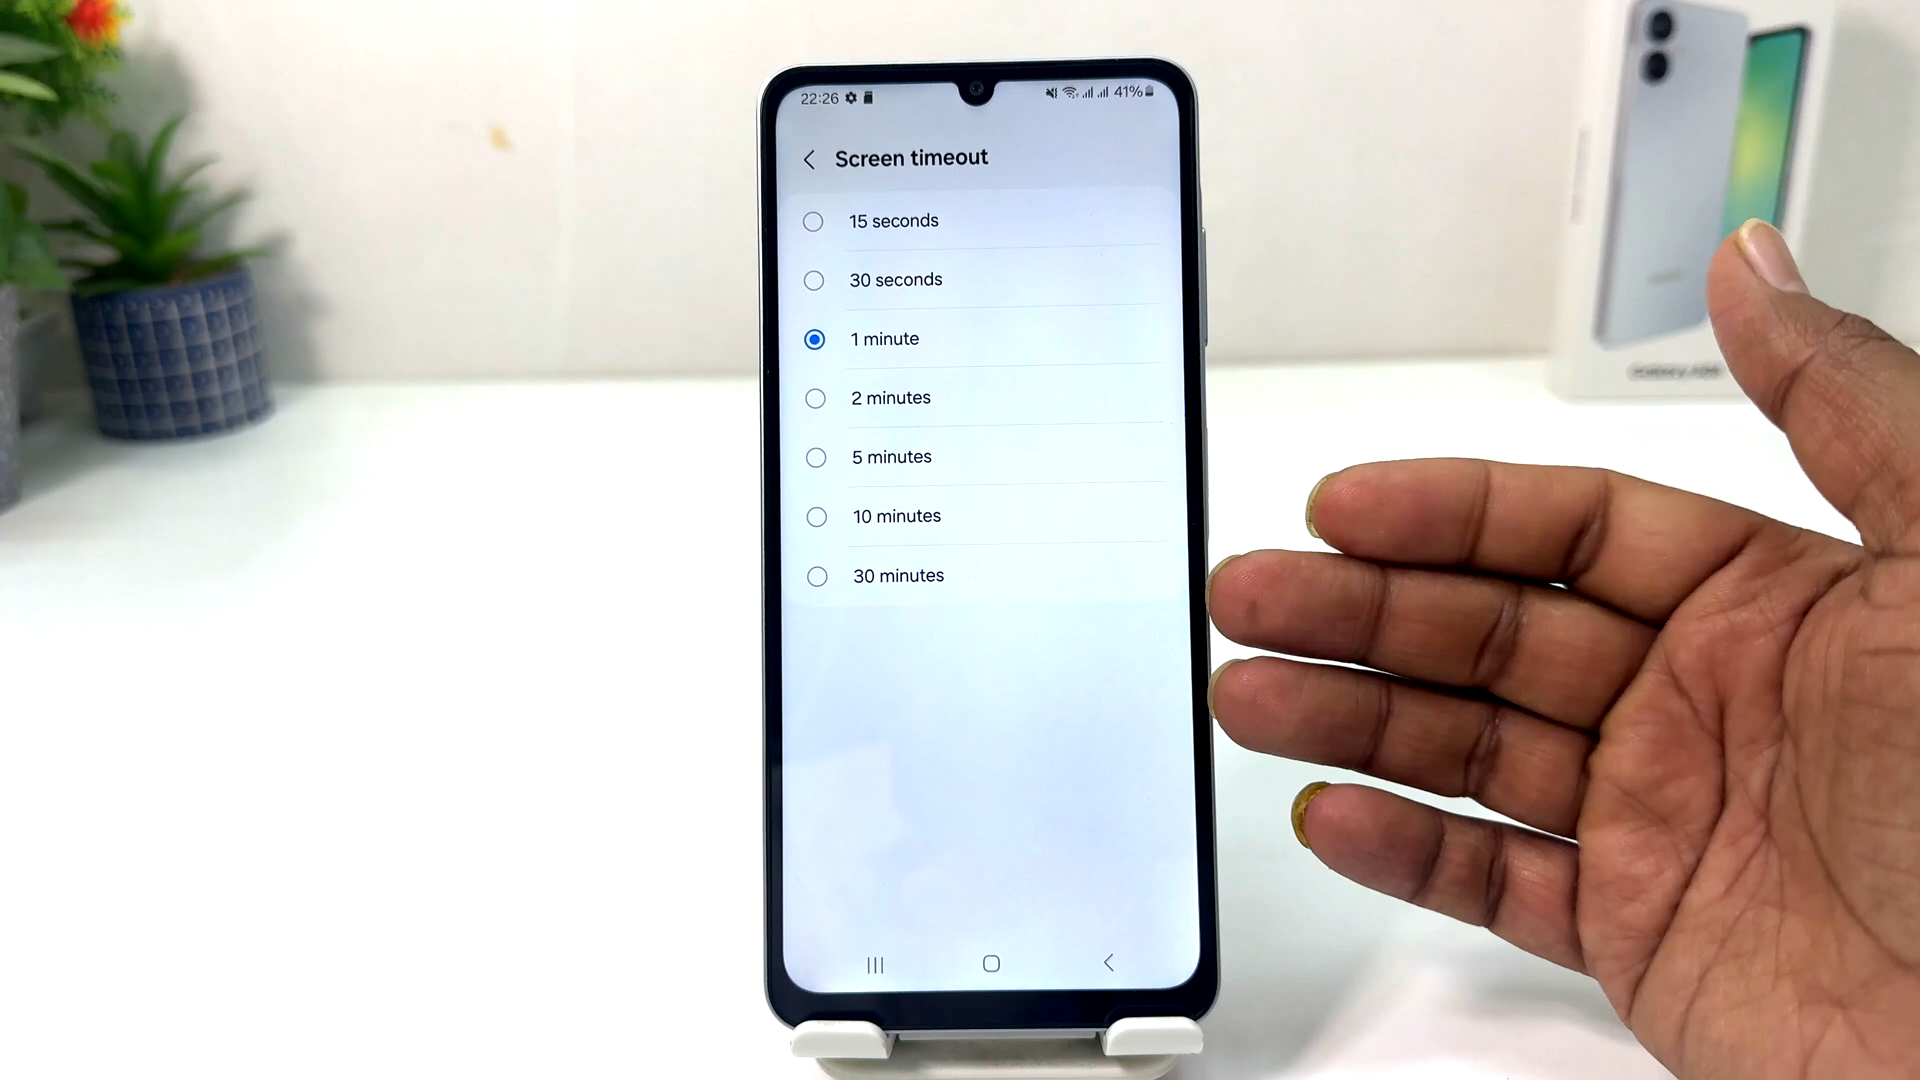 22:26 41%
Screen timeout
15 seconds
30 seconds
1 minute
2 minutes
5 minutes
10 minutes
30 minutes
Galaxy